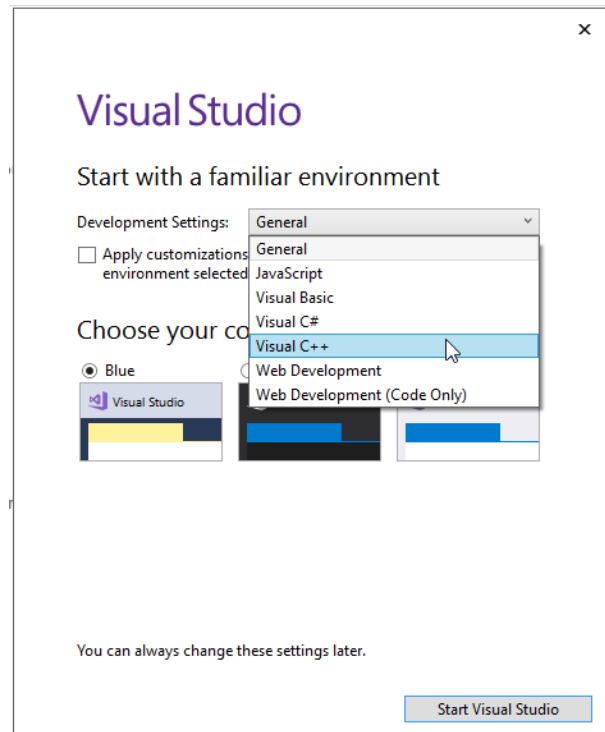 Visual Studio
Start with a familiar environment
Development Settings: General
General
Apply customizations
environment selected
JavaScript
Visual Basic
Visual C#
Visual C++
Web Development
Web Development (Code Only)
Choose your co
Blue
Visual Studio
You can always change these settings later.
Start Visual Studio